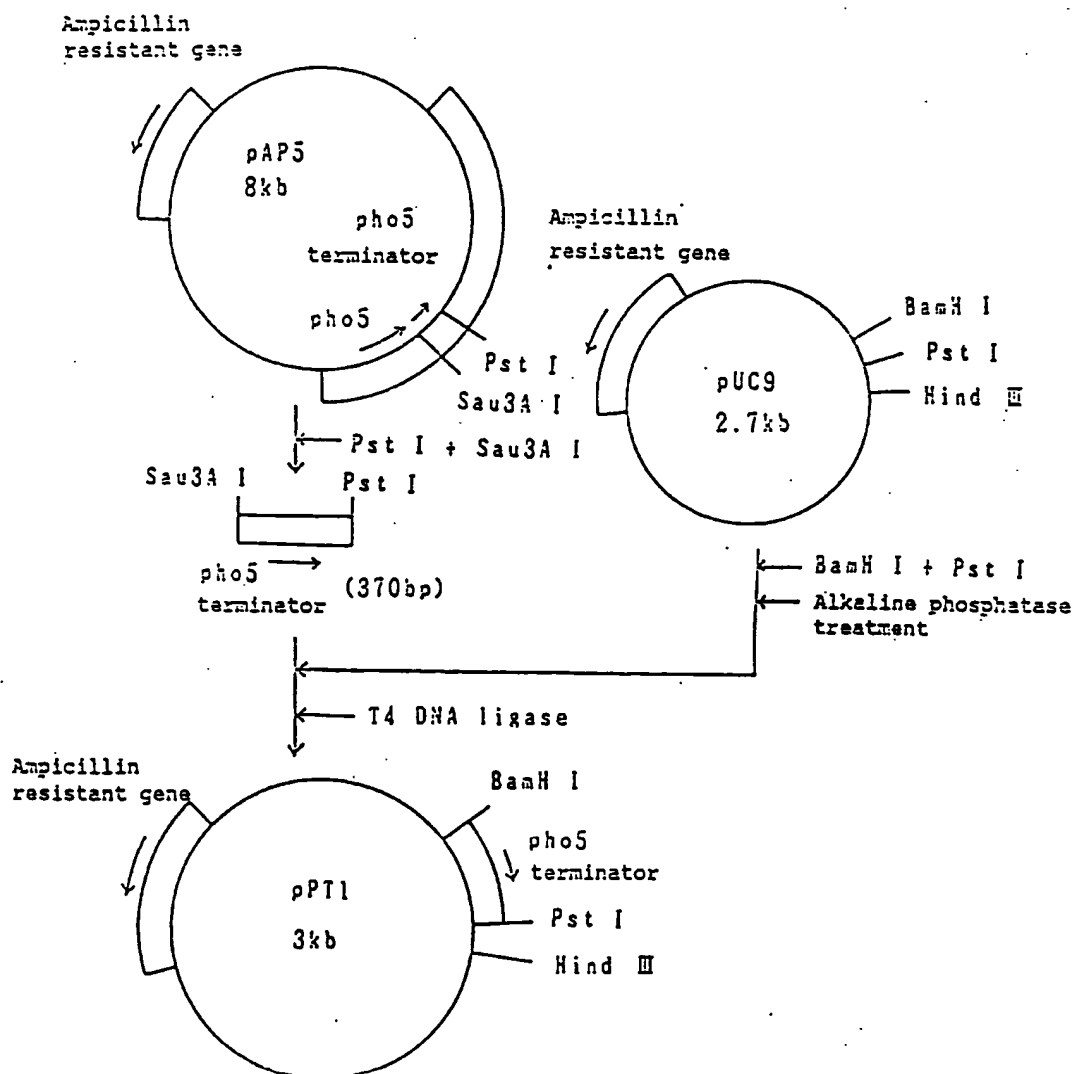 Ampicillin
resistant gene
pAP5
8kb
pho5
terminator
pho5
Pst I
Sau3A I
Ampicillin
resistant gene
BamH I
Pst I
Hind Ⅲ
pUC9
2.7kb
Pst I + Sau3A I
Sau3A I
Pst I
pho5
terminator
(370bp)
BamH I + Pst I
Alkaline phosphatase
treatment
T4 DNA ligase
Ampicillin
resistant gene
BamH I
pho5
terminator
pPT1
3kb
Pst I
Hind Ⅲ